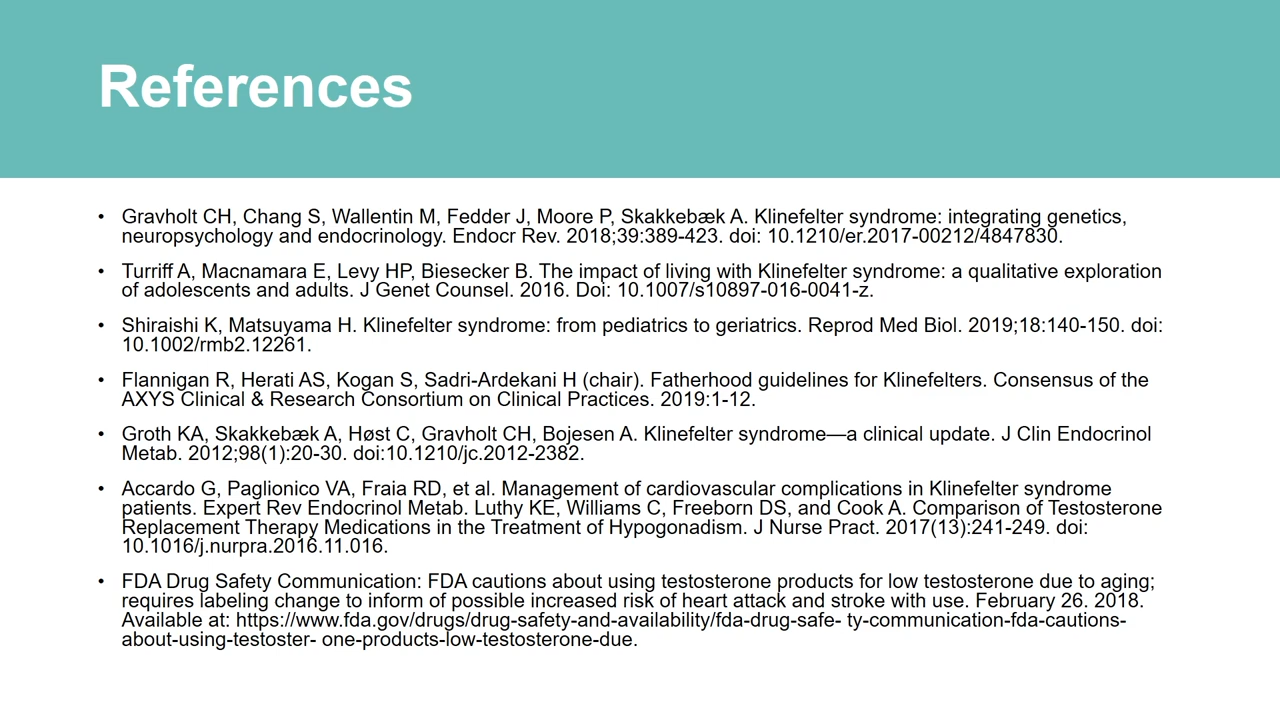 References
• Gravholt CH, Chang S, Wallentin M, Fedder J, Moore P, Skakkebæk A. Klinefelter syndrome: integrating genetics,
neuropsychology and endocrinology. Endocr Rev. 2018;39:389-423. doi: 10.1210/er.2017-00212/4847830.
• Turriff A, Macnamara E, Levy HP, Biesecker B. The impact of living with Klinefelter syndrome: a qualitative exploration
of adolescents and adults. J Genet Counsel. 2016. Doi: 10.1007/s10897-016-0041-z.
• Shiraishi K, Matsuyama H. Klinefelter syndrome: from pediatrics to geriatrics. Reprod Med Biol. 2019;18:140-150. doi:
10.1002/rmb2.12261.
• Flannigan R, Herati AS, Kogan S, Sadri-Ardekani H (chair). Fatherhood guidelines for Klinefelters. Consensus of the
AXYS Clinical & Research Consortium on Clinical Practices. 2019:1-12.
• Groth KA, Skakkebæk A, Høst C, Gravholt CH, Bojesen A. Klinefelter syndrome—a clinical update. J Clin Endocrinol
Metab. 2012;98(1):20-30. doi:10.1210/jc.2012-2382.
• Accardo G, Paglionico VA, Fraia RD, et al. Management of cardiovascular complications in Klinefelter syndrome
patients. Expert Rev Endocrinol Metab. Luthy KE, Williams C, Freeborn DS, and Cook A. Comparison of Testosterone
Replacement Therapy Medications in the Treatment of Hypogonadism. J Nurse Pract. 2017(13):241-249. doi:
10.1016/j.nurpra.2016.11.016.
• FDA Drug Safety Communication: FDA cautions about using testosterone products for low testosterone due to aging;
requires labeling change to inform of possible increased risk of heart attack and stroke with use. February 26. 2018.
Available at: https://www.fda.gov/drugs/drug-safety-and-availability/fda-drug-safe- ty-communication-fda-cautions-
about-using-testoster- one-products-low-testosterone-due.